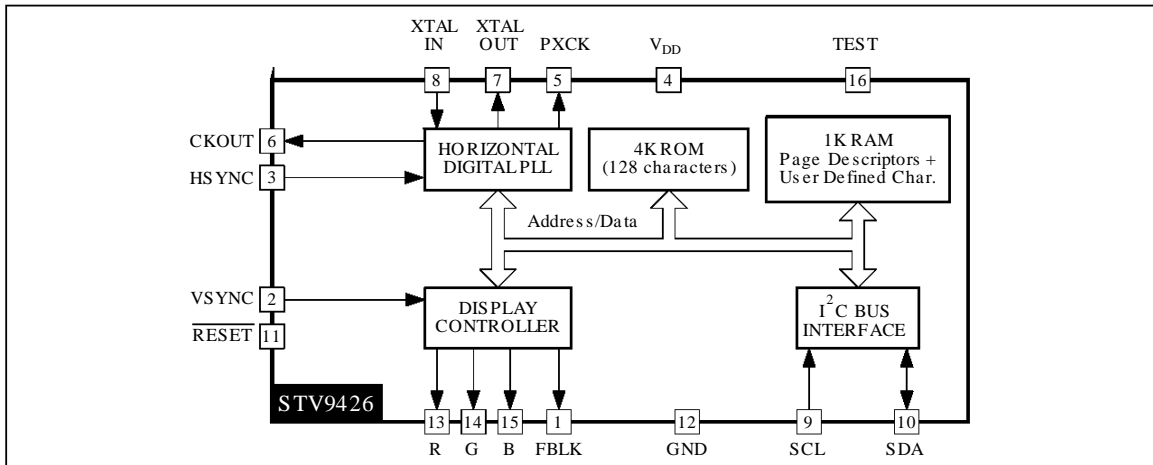 XTAL IN
XTAL OUT
PXCK
VDD
TEST
8
7
5
4
16
CKOUT
6
HSYNC
3
HORIZONTAL
DIGITAL PLL
4K ROM
(128 characters)
1K RAM
Page Descriptors +
User Defined Char.
Address/Data
VSYNC
2
RESET
11
DISPLAY
CONTROLLER
I2C BUS
INTERFACE
STV9426
13
14
15
1
12
9
10
R
G
B
FBLK
GND
SCL
SDA